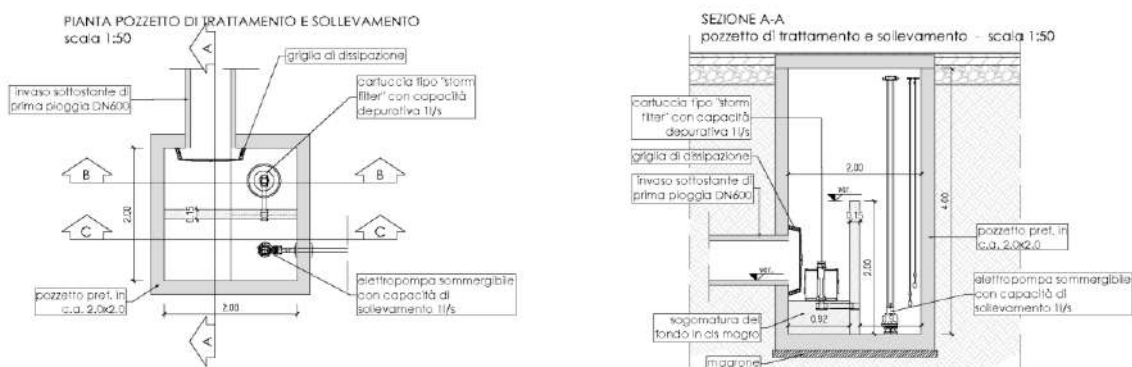 PIANTA POZZETTO DI TRATTAMENTO E SOLLEVAMENTO
scala 1:50
A
griglia di dissipazione
invaso sottostante di
prima pioggia DN600
cartuccia tipo "storm
filter" con capacità
depurativa 1l/s
B
B
2.00
0.15
C
C
pozzetto pref. in
c.a. 2.0x2.0
2.00
elettropompa sommergibile
con capacità di
sollevamento 1l/s
A
SEZIONE A-A
pozzetto di trattamento e sollevamento - scala 1:50
cartuccia tipo "storm
filter" con capacità
depurativa 1l/s
griglia di dissipazione
invaso sottostante di
prima pioggia DN600
2.00
var.
0.15
4.00
pozzetto pref. in
c.a. 2.0x2.0
var.
2.00
elettropompa sommergibile
con capacità di
sollevamento 1l/s
sagomatura del
fondo in cls magro
0.92
magrone